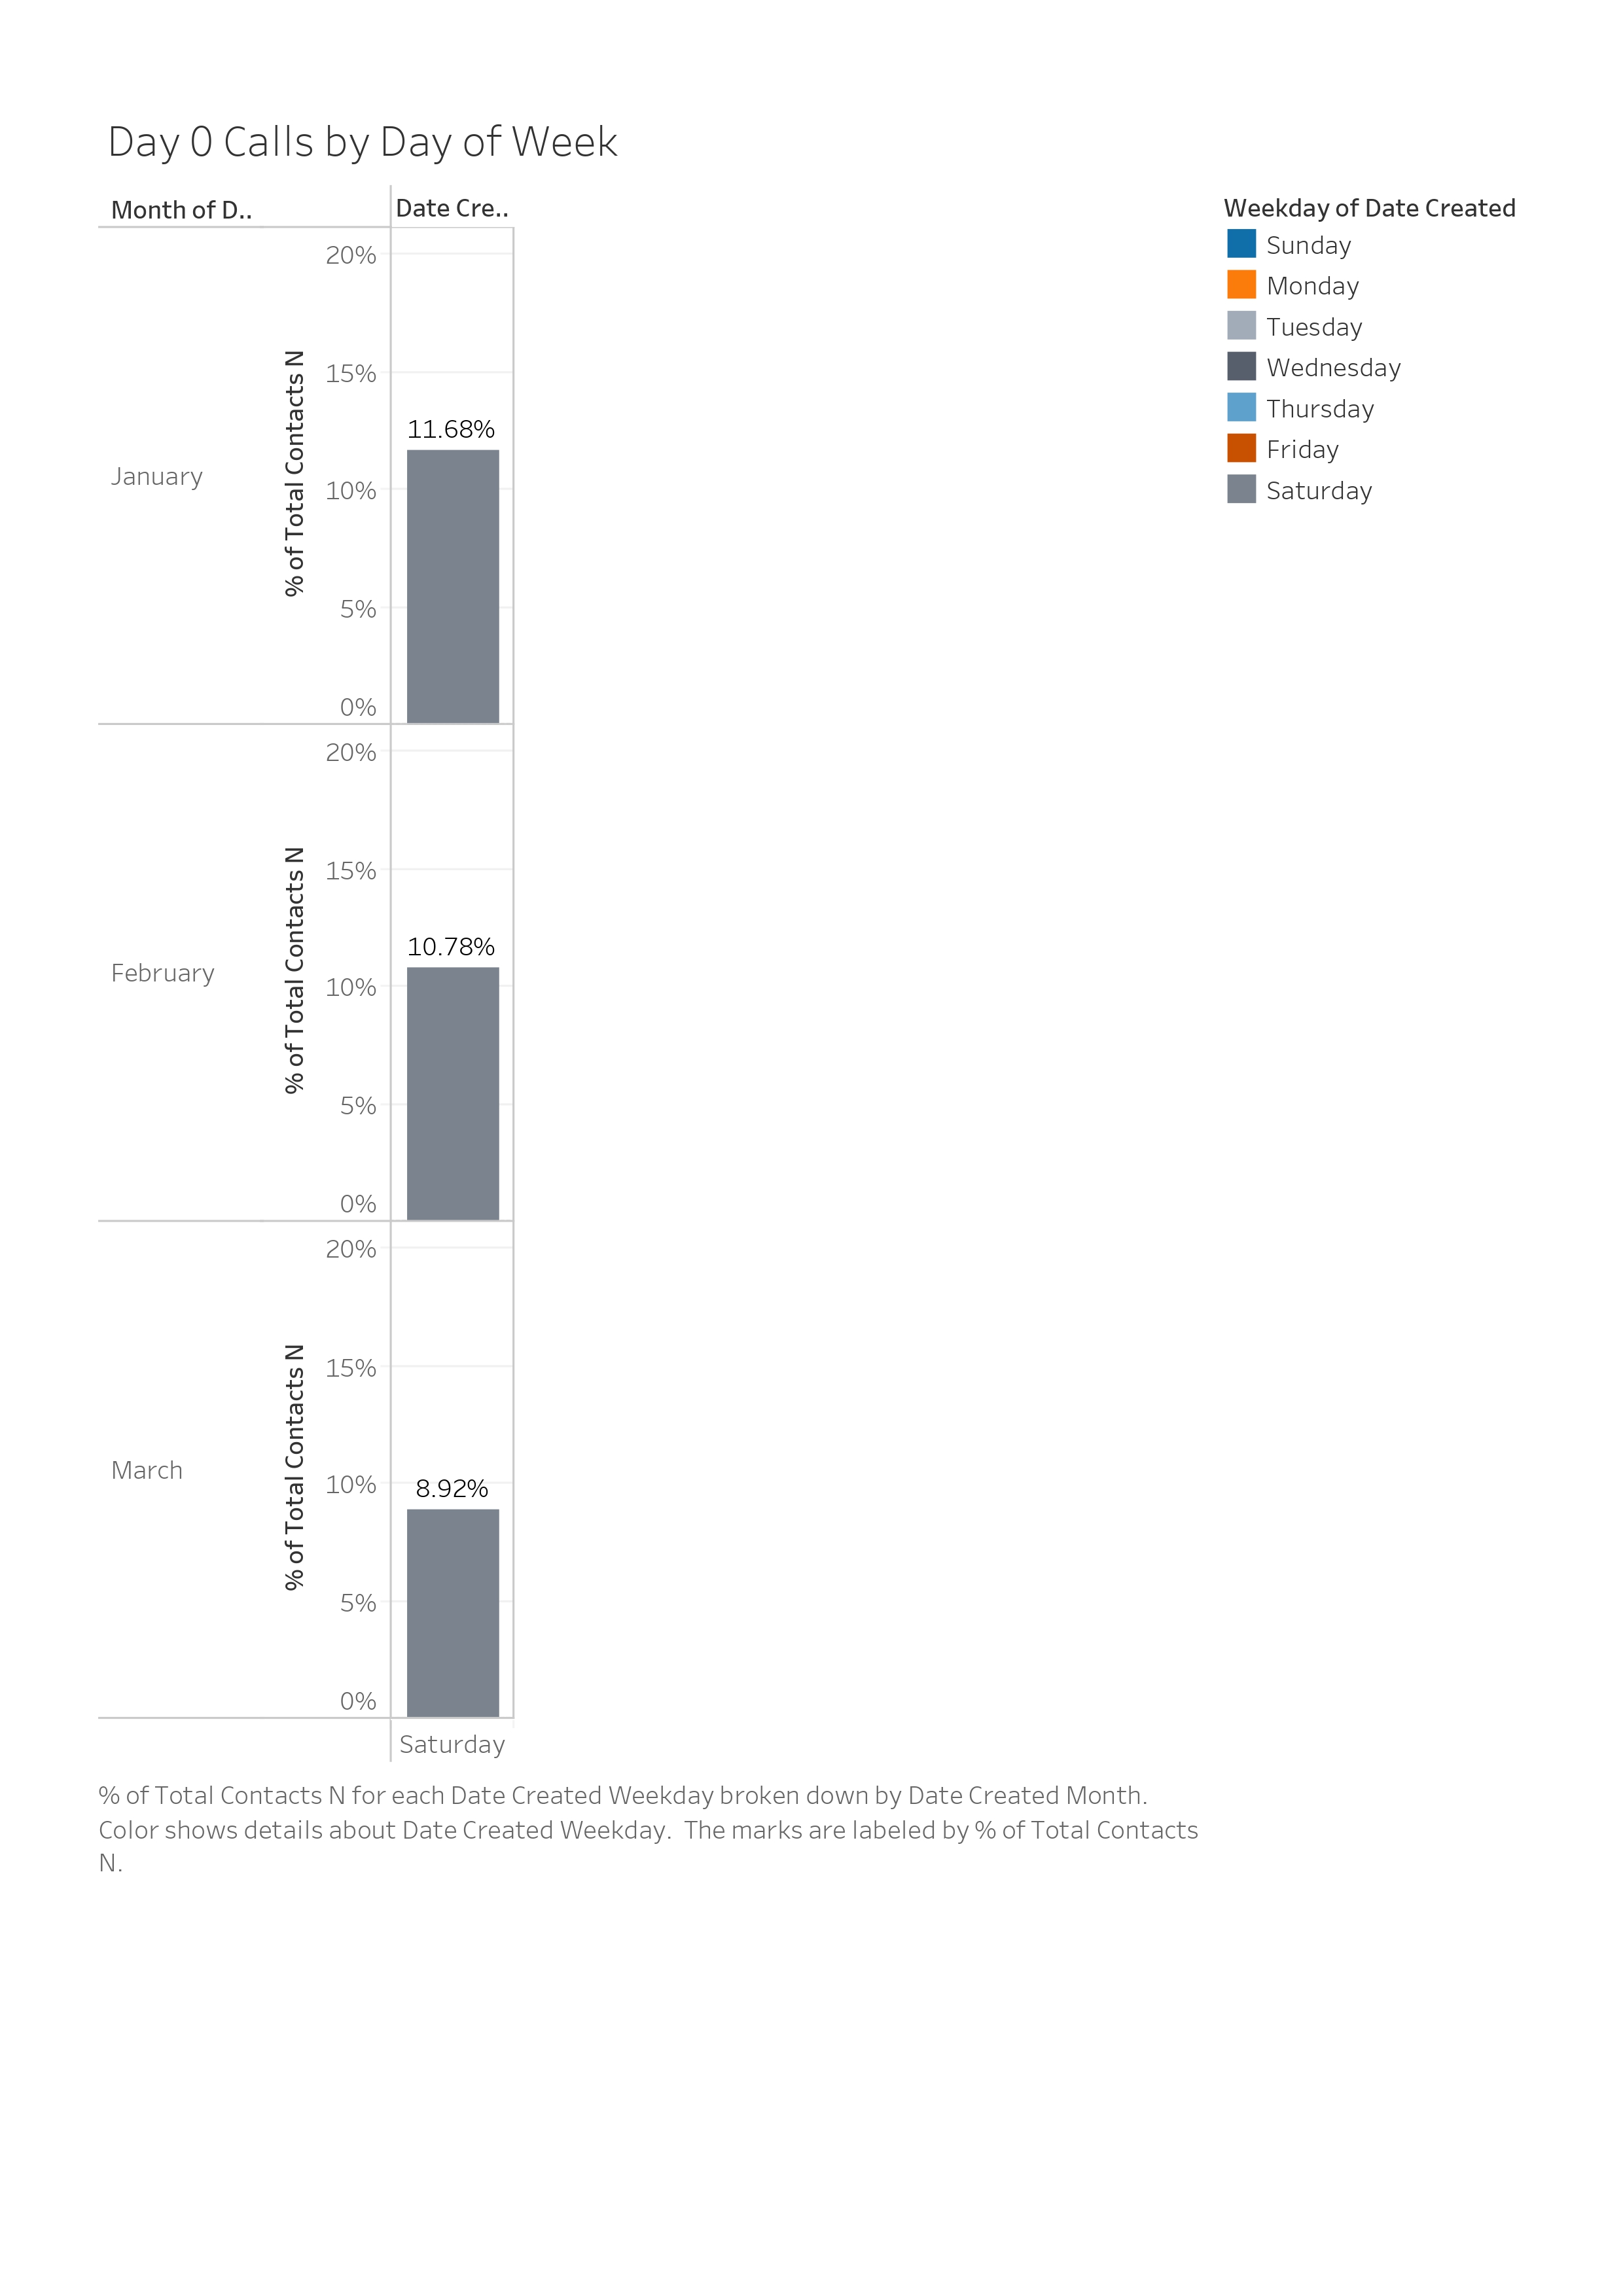 Day 0 Calls by Day of Week
Month of D..
Date Cre..
20%
15%
10%
5%
0%
% of Total Contacts N
January
11.68%
20%
15%
10%
5%
0%
% of Total Contacts N
February
10.78%
20%
15%
10%
5%
0%
% of Total Contacts N
March
8.92%
Saturday
Weekday of Date Created
Sunday
Monday
Tuesday
Wednesday
Thursday
Friday
Saturday
% of Total Contacts N for each Date Created Weekday broken down by Date Created Month.
Color shows details about Date Created Weekday.  The marks are labeled by % of Total Contacts
N.